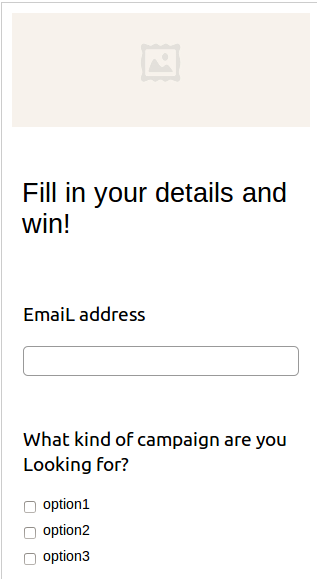 Fill in your details and
win!
EmaiL address
What kind of campaign are you
Looking for?
option1
option2
option3